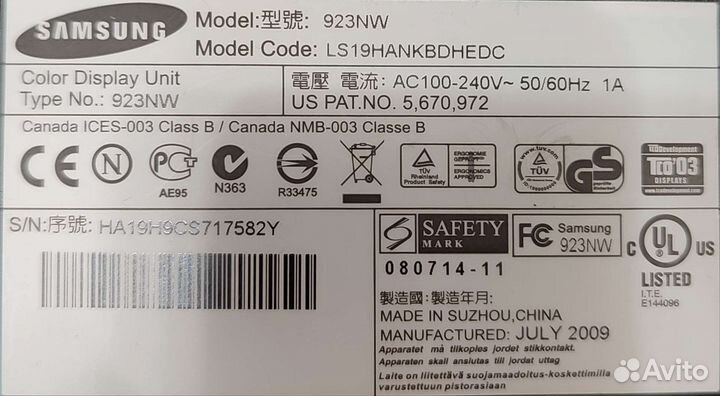 SAMSUNG
Model:型號: 923NW
Model Code: LS19HANKBDHEDC
Color Display Unit
Type No.: 923NW
電壓 電流: AC100-240V~ 50/60Hz 1A
US PAT.NO. 5,670,972
Canada ICES-003 Class B / Canada NMB-003 Classe B
CE N PCT AE95 N363 R33475
TÜV Rheinland Product Safety
ERGONOMIE GEPRÜFT
ERGONOMICS APPROVED
TÜV GS
TCODevelopment
TCO'03
DISPLAYS
S/N:序號: HA19H9CS717582Y
S SAFETY MARK
080714-11
FC Samsung 923NW
C UL US
LISTED
I.T.E.
E144096
製造國: 製造年月:
MADE IN SUZHOU,CHINA
MANUFACTURED: JULY 2009
Apparatet må tilkoples jordet stikkontakt.
Apparaten skall anslutas till jordat uttag
Laite on liitettävä suojamaadoitus-koskettimilla
varustettuun pistorasiaan
Avito